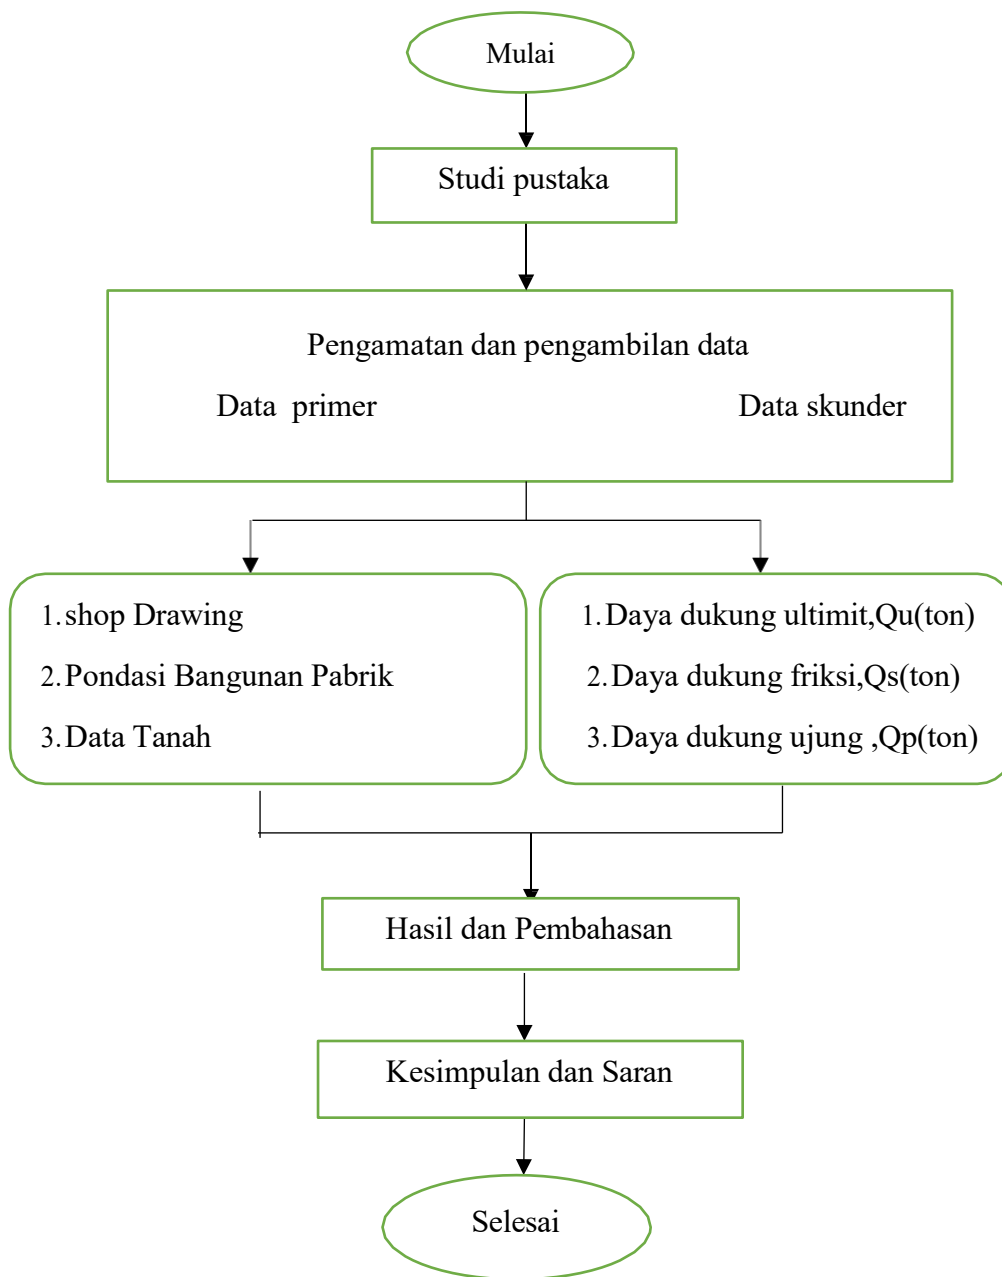 Mulai
Studi pustaka
Pengamatan dan pengambilan data
Data primer
Data skunder
1. shop Drawing
2. Pondasi Bangunan Pabrik
3. Data Tanah
1. Daya dukung ultimit,Qu(ton)
2. Daya dukung friksi,Qs(ton)
3. Daya dukung ujung ,Qp(ton)
Hasil dan Pembahasan
Kesimpulan dan Saran
Selesai